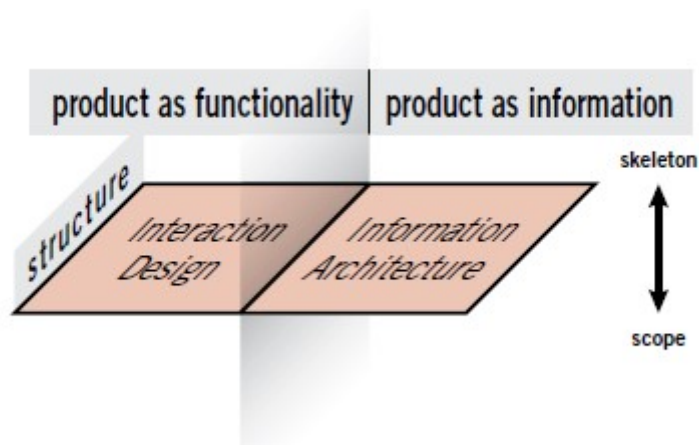 product as functionality
product as information
skeleton
structure
Interaction
Design
Information
Architecture
scope